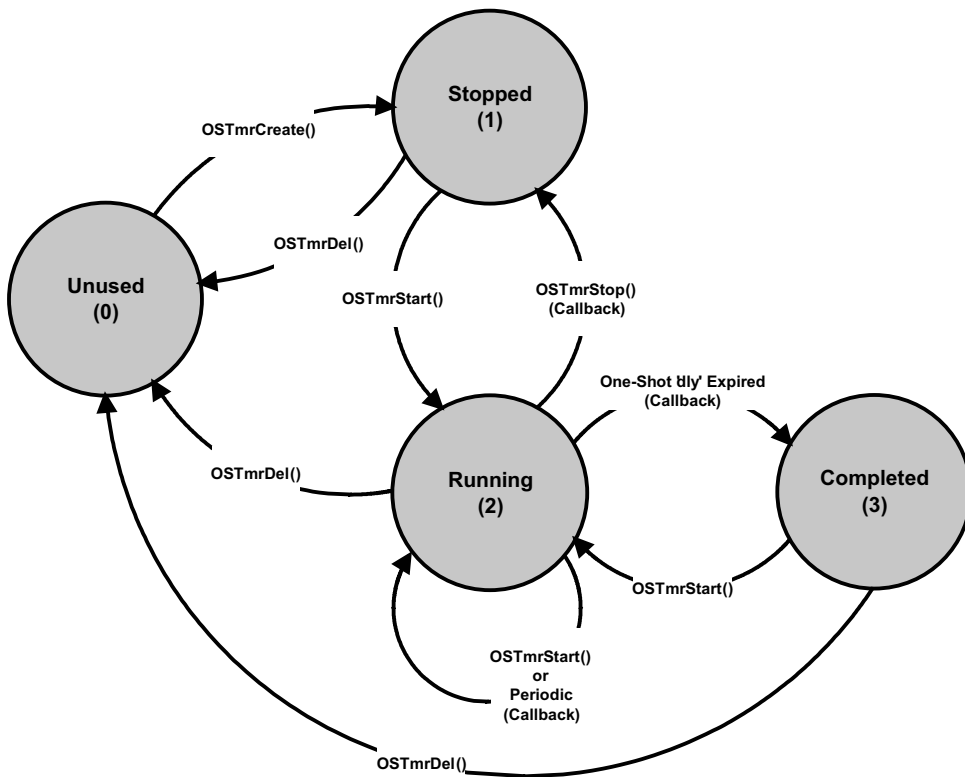 Stopped
(1)
OSTmrCreate()
OSTmrDel()
Unused
(0)
OSTmrStart()
OSTmrStop()
(Callback)
One-Shot 'dly' Expired
(Callback)
OSTmrDel()
Running
(2)
Completed
(3)
OSTmrStart()
OSTmrStart()
or
Periodic
(Callback)
OSTmrDel()